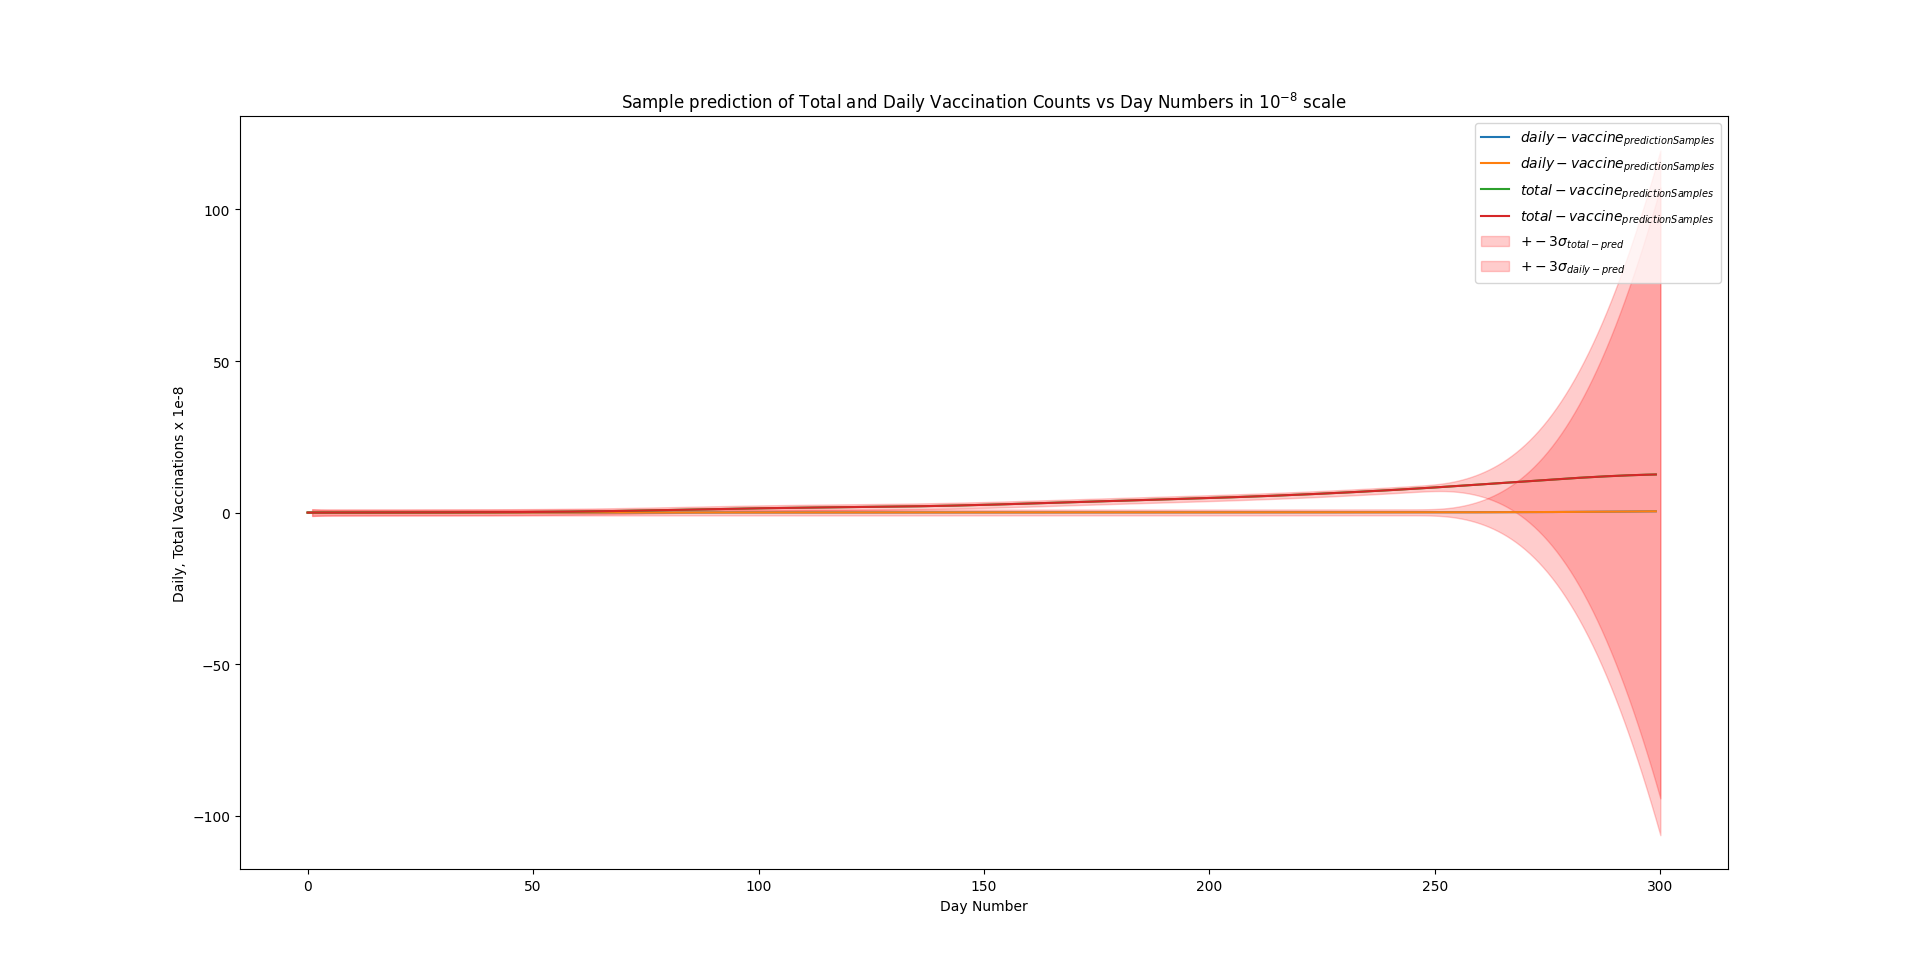 Sample prediction of Total and Daily Vaccination Counts vs Day Numbers in 10⁻⁸ scale
daily−vaccine_predictionSamples
daily−vaccine_predictionSamples
total−vaccine_predictionSamples
total−vaccine_predictionSamples
+−3σ_total−pred
+−3σ_daily−pred
Daily, Total Vaccinations x 1e-8
100
50
0
−50
−100
0 50 100 150 200 250 300
Day Number